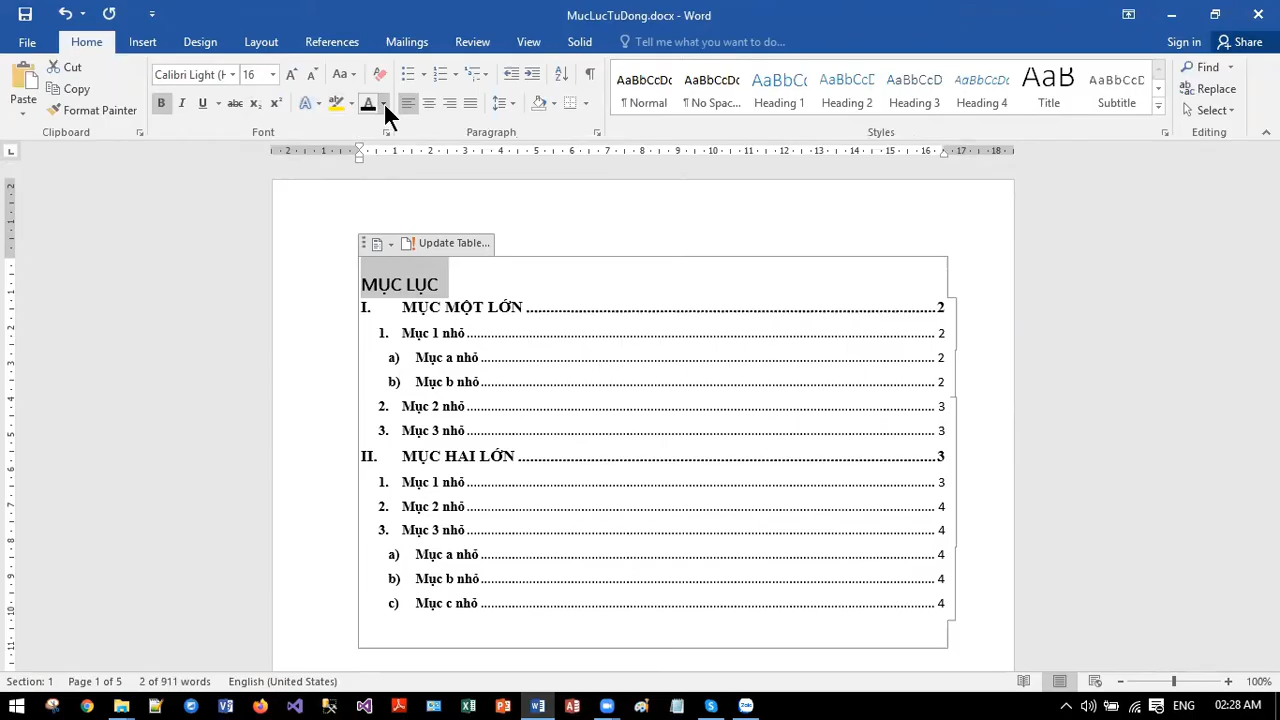 MucLucTuDong.docx - Word
File Home Insert Design Layout References Mailings Review View Solid Tell me what you want to do... Sign in Share
Cut
Copy
Format Painter
Paste
Clipboard
Calibri Light (H 16
Font
Paragraph
AaBbCcDc AaBbCcDc AaBbCc AaBbCcD AaBbCcDd AaBbCcDd AaB AaBbCcD
¶ Normal ¶ No Spac... Heading 1 Heading 2 Heading 3 Heading 4 Title Subtitle
Styles
Find
Replace
Select
Editing
Update Table...
MỤC LỤC
I. MỤC MỘT LỚN 2
1. Mục 1 nhỏ 2
a) Mục a nhỏ 2
b) Mục b nhỏ 2
2. Mục 2 nhỏ 3
3. Mục 3 nhỏ 3
II. MỤC HAI LỚN 3
1. Mục 1 nhỏ 3
2. Mục 2 nhỏ 4
3. Mục 3 nhỏ 4
a) Mục a nhỏ 4
b) Mục b nhỏ 4
c) Mục c nhỏ 4
Section: 1 Page 1 of 5 2 of 911 words English (United States) 100%
ENG 02:28 AM